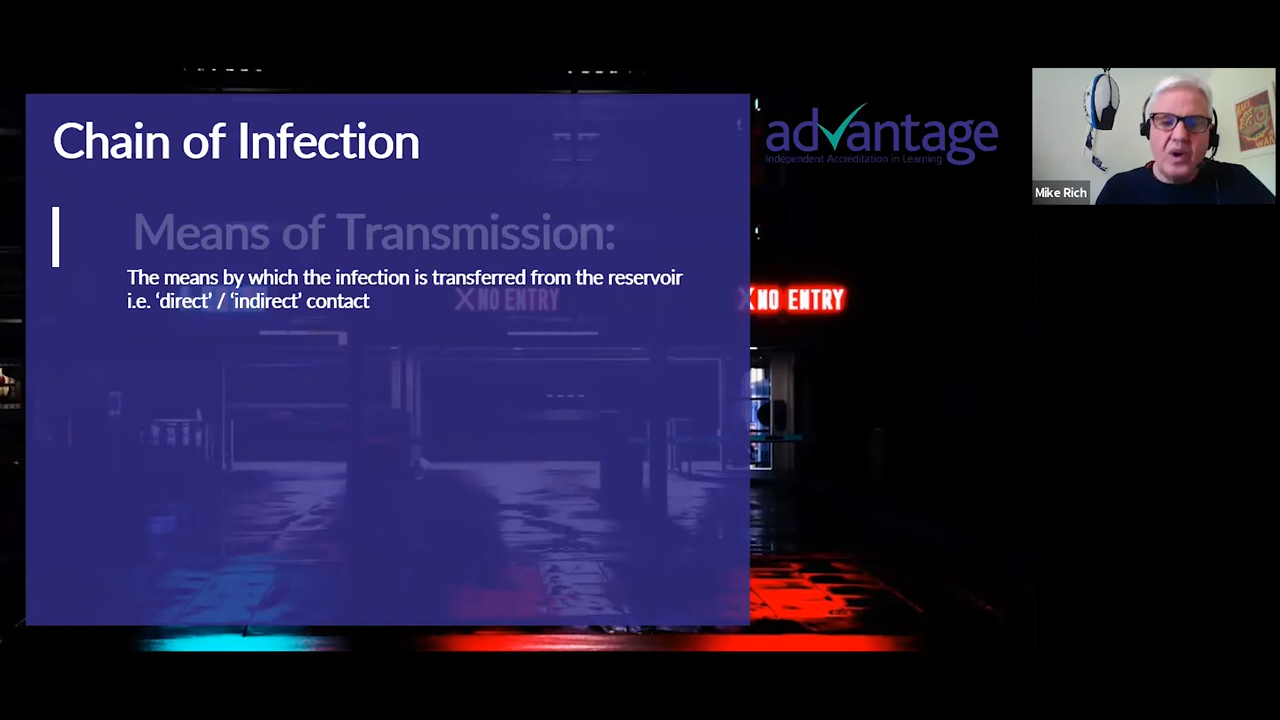 Chain of Infection
Means of Transmission:
The means by which the infection is transferred from the reservoir
i.e. ‘direct’ / ‘indirect’ contact
NO ENTRY
NO ENTRY
advantage
Independent Accreditation in Learning
Mike Rich